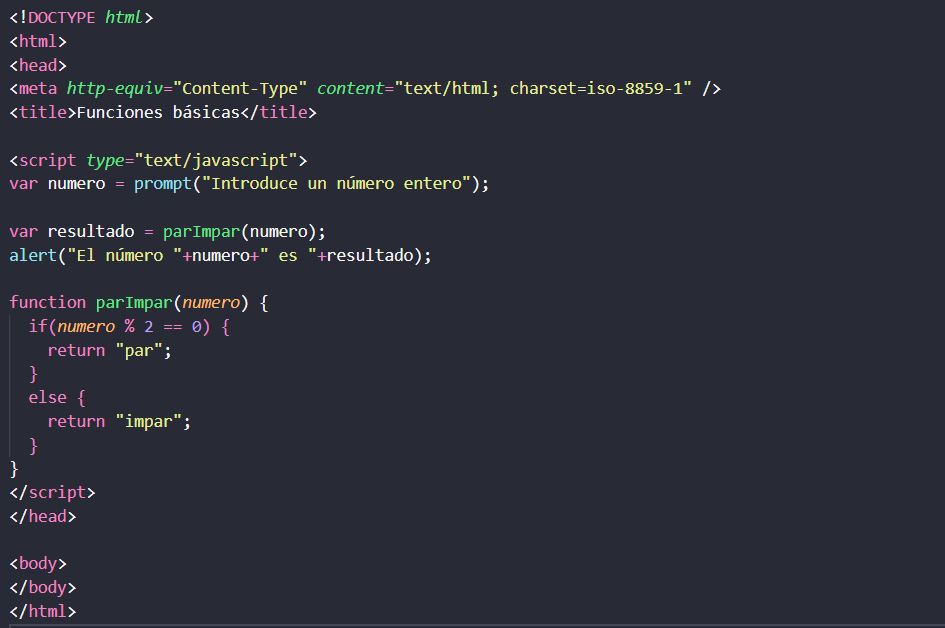 <!DOCTYPE html>
<html>
<head>
<meta http-equiv="Content-Type" content="text/html; charset=iso-8859-1" />
<title>Funciones básicas</title>

<script type="text/javascript">
var numero = prompt("Introduce un número entero");

var resultado = parImpar(numero);
alert("El número "+numero+" es "+resultado);

function parImpar(numero) {
  if(numero % 2 == 0) {
    return "par";
  }
  else {
    return "impar";
  }
}
</script>
</head>

<body>
</body>
</html>